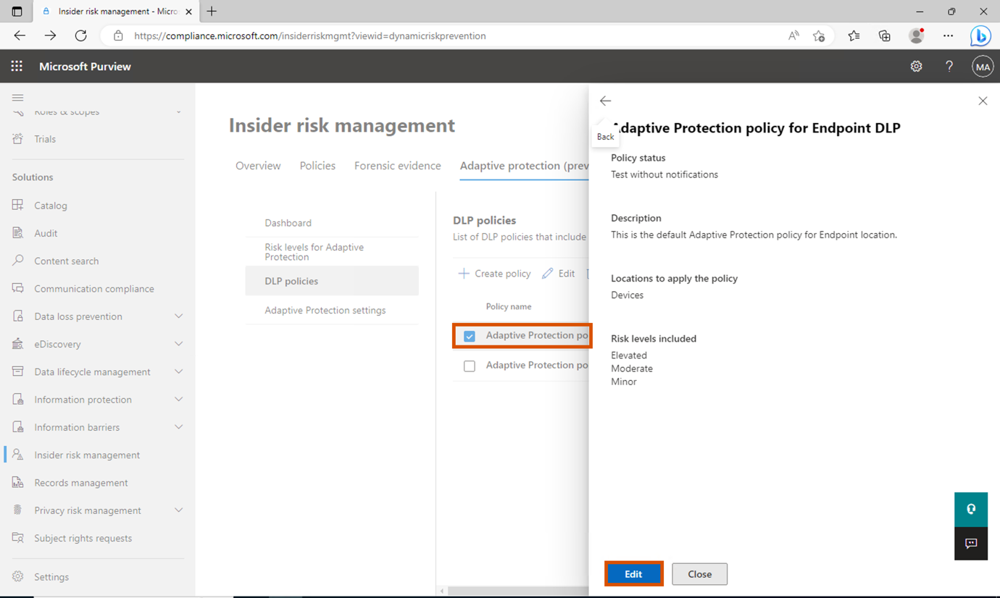 Insider risk management - Micro
https://compliance.microsoft.com/insiderriskmgmt?viewid=dynamicriskprevention
Microsoft Purview
MA
Roles & scopes
Trials
Solutions
Catalog
Audit
Content search
Communication compliance
Data loss prevention
eDiscovery
Data lifecycle management
Information protection
Information barriers
Insider risk management
Records management
Privacy risk management
Subject rights requests
Settings
Insider risk management
Overview Policies Forensic evidence Adaptive protection (prev
Dashboard
Risk levels for Adaptive
Protection
DLP policies
Adaptive Protection settings
DLP policies
List of DLP policies that include
Create policy Edit
Policy name
Adaptive Protection po
Adaptive Protection po
Back
Adaptive Protection policy for Endpoint DLP
Policy status
Test without notifications
Description
This is the default Adaptive Protection policy for Endpoint location.
Locations to apply the policy
Devices
Risk levels included
Elevated
Moderate
Minor
Edit Close